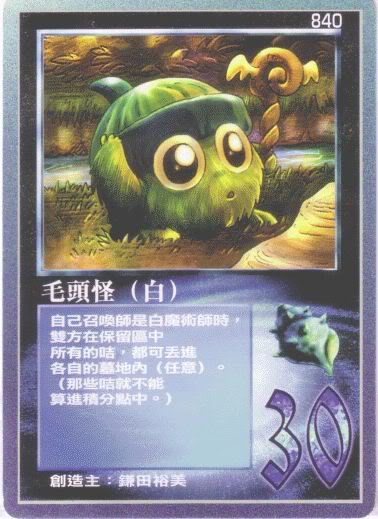 840
毛頭怪（白）
自己召喚師是白魔術師時，
雙方在保留區中
所有的咭，都可丟進
各自的墓地內（任意）。
（那些咭就不能
算進積分點中。）
30
創造主：鎌田裕美